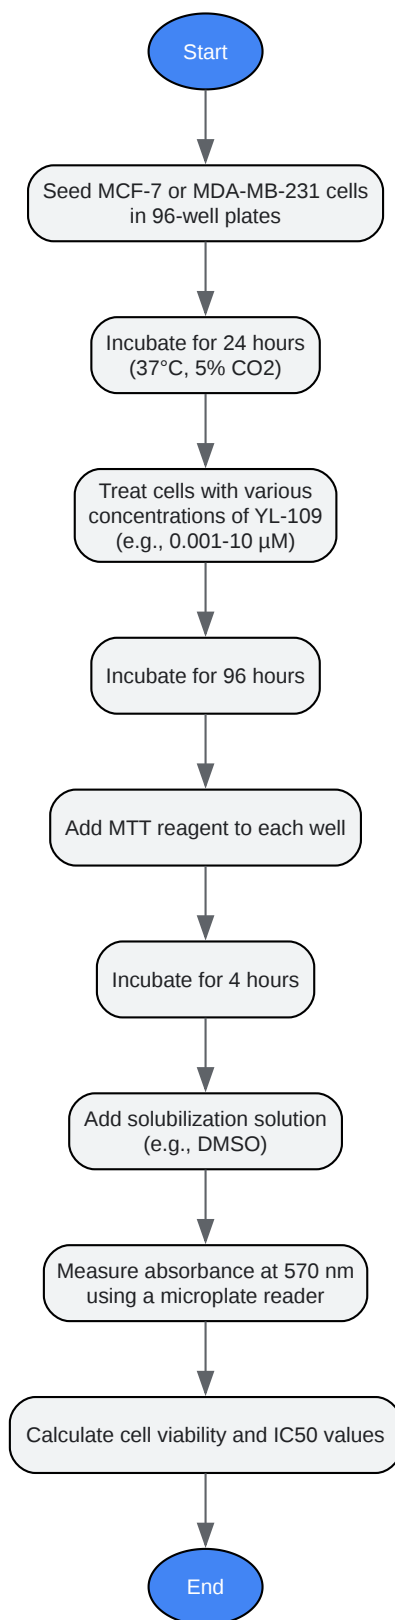 Start
Seed MCF-7 or MDA-MB-231 cells
in 96-well plates
Incubate for 24 hours
(37°C, 5% CO2)
Treat cells with various
concentrations of YL-109
(e.g., 0.001-10 µM)
Incubate for 96 hours
Add MTT reagent to each well
Incubate for 4 hours
Add solubilization solution
(e.g., DMSO)
Measure absorbance at 570 nm
using a microplate reader
Calculate cell viability and IC50 values
End